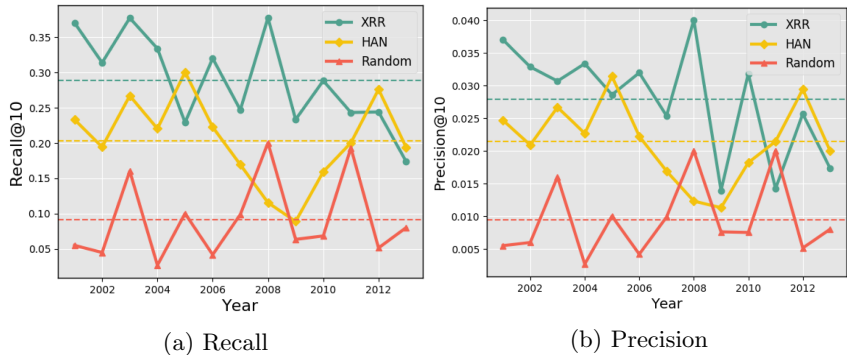 XRR
HAN
Random
Recall@10
0.35
0.30
0.25
0.20
0.15
0.10
0.05
2002
2004
2006
2008
2010
2012
Year
(a) Recall
XRR
HAN
Random
Precision@10
0.040
0.035
0.030
0.025
0.020
0.015
0.010
0.005
2002
2004
2006
2008
2010
2012
Year
(b) Precision